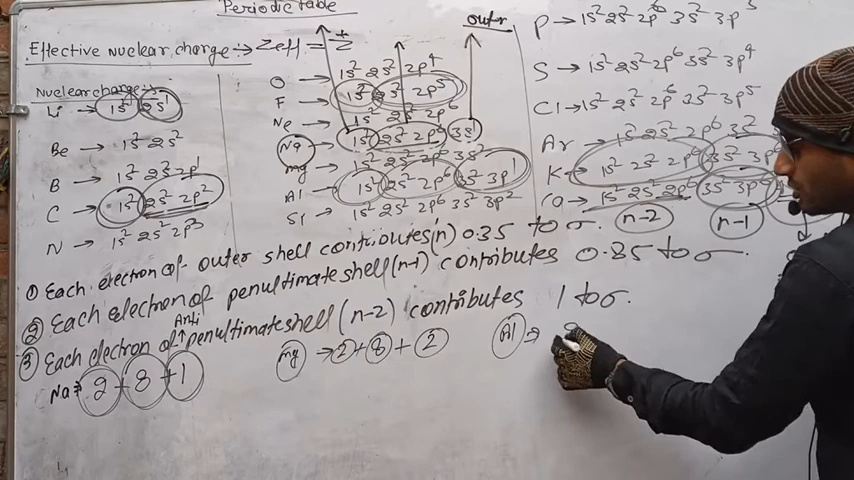 Periodic table
Effective nuclear charge → Zeff = Z
outer
nuclear charge
Li → 1s² 2s¹
Be → 1s² 2s²
B → 1s² 2s² 2p¹
C → 1s² 2s² 2p²
N → 1s² 2s² 2p³
O → 1s² 2s² 2p⁴
F → 1s² 2s² 2p⁵
Ne → 1s² 2s² 2p⁶
Na → 1s² 2s² 2p⁶ 3s¹
mg → 1s² 2s² 2p⁶ 3s²
Al → 1s² 2s² 2p⁶ 3s² 3p¹
Si → 1s² 2s² 2p⁶ 3s² 3p²
P → 1s² 2s² 2p⁶ 3s² 3p³
S → 1s² 2s² 2p⁶ 3s² 3p⁴
Cl → 1s² 2s² 2p⁶ 3s² 3p⁵
Ar → 1s² 2s² 2p⁶ 3s²
K → 1s² 2s² 2p⁶ 3s² 3p⁶
Ca → 1s² 2s² 2p⁶ 3s² 3p⁶
n-2 n-1
① Each electron of outer shell contributes (n) 0.35 to σ.
② Each electron of penultimate shell (n-1) contributes 0.85 to σ.
Anti
③ Each electron of penultimate shell (n-2) contributes 1 to σ.
Na ⇒ 2 + 8 + 1
mg → 2 + 8 + 2
Al ⇒